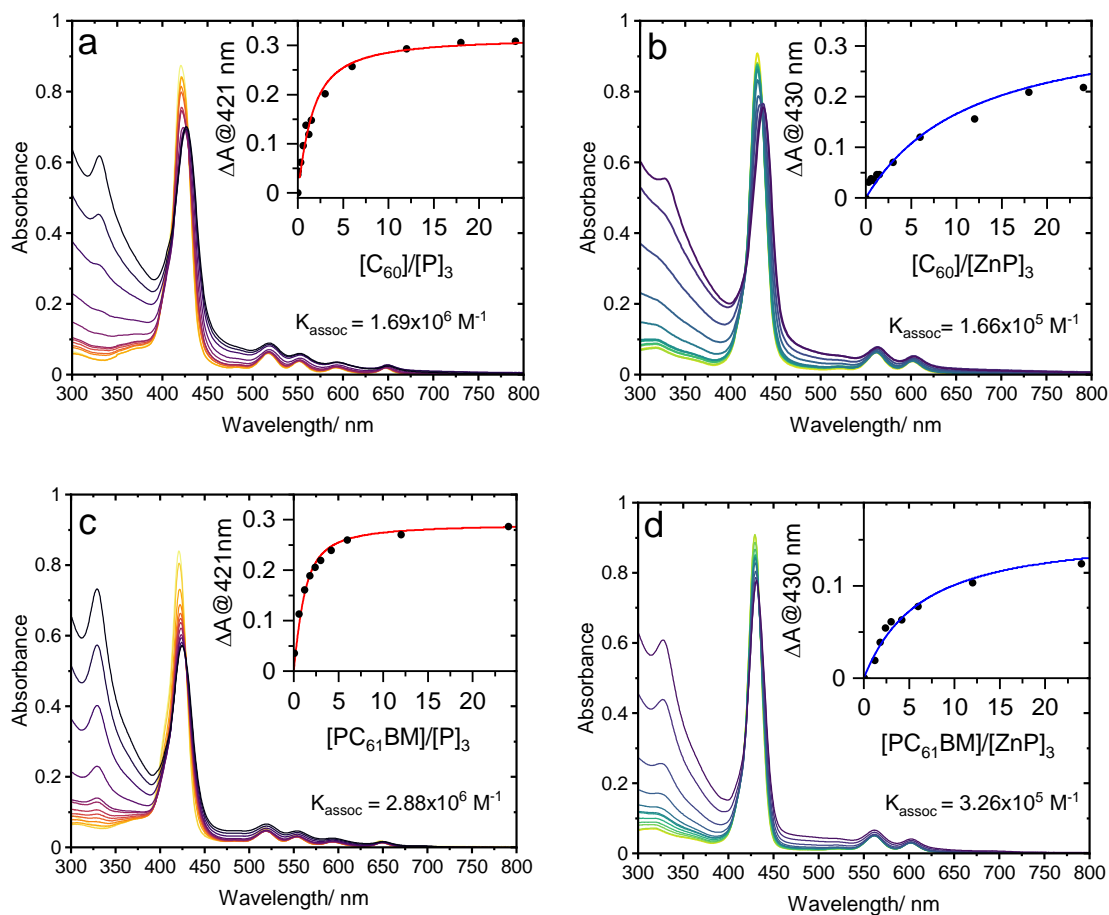 a
Absorbance
1
0.8
0.6
0.4
0.2
0
300 350 400 450 500 550 600 650 700 750 800
Wavelength/ nm
ΔA@421 nm
0.3
0.2
0.1
0
0 5 10 15 20
[C₆₀]/[P]₃
Kassoc = 1.69x10⁶ M⁻¹
b
Absorbance
1
0.8
0.6
0.4
0.2
0
300 350 400 450 500 550 600 650 700 750 800
Wavelength/ nm
ΔA@430 nm
0.3
0.2
0.1
0
0 5 10 15 20
[C₆₀]/[ZnP]₃
Kassoc= 1.66x10⁵ M⁻¹
c
Absorbance
1
0.8
0.6
0.4
0.2
0
300 350 400 450 500 550 600 650 700 750 800
Wavelength/ nm
ΔA@421nm
0.3
0.2
0.1
0
0 5 10 15 20
[PC₆₁BM]/[P]₃
Kassoc = 2.88x10⁶ M⁻¹
d
Absorbance
1
0.8
0.6
0.4
0.2
0
300 350 400 450 500 550 600 650 700 750 800
Wavelength/ nm
ΔA@430 nm
0.1
0
0 5 10 15 20
[PC₆₁BM]/[ZnP]₃
Kassoc = 3.26x10⁵ M⁻¹